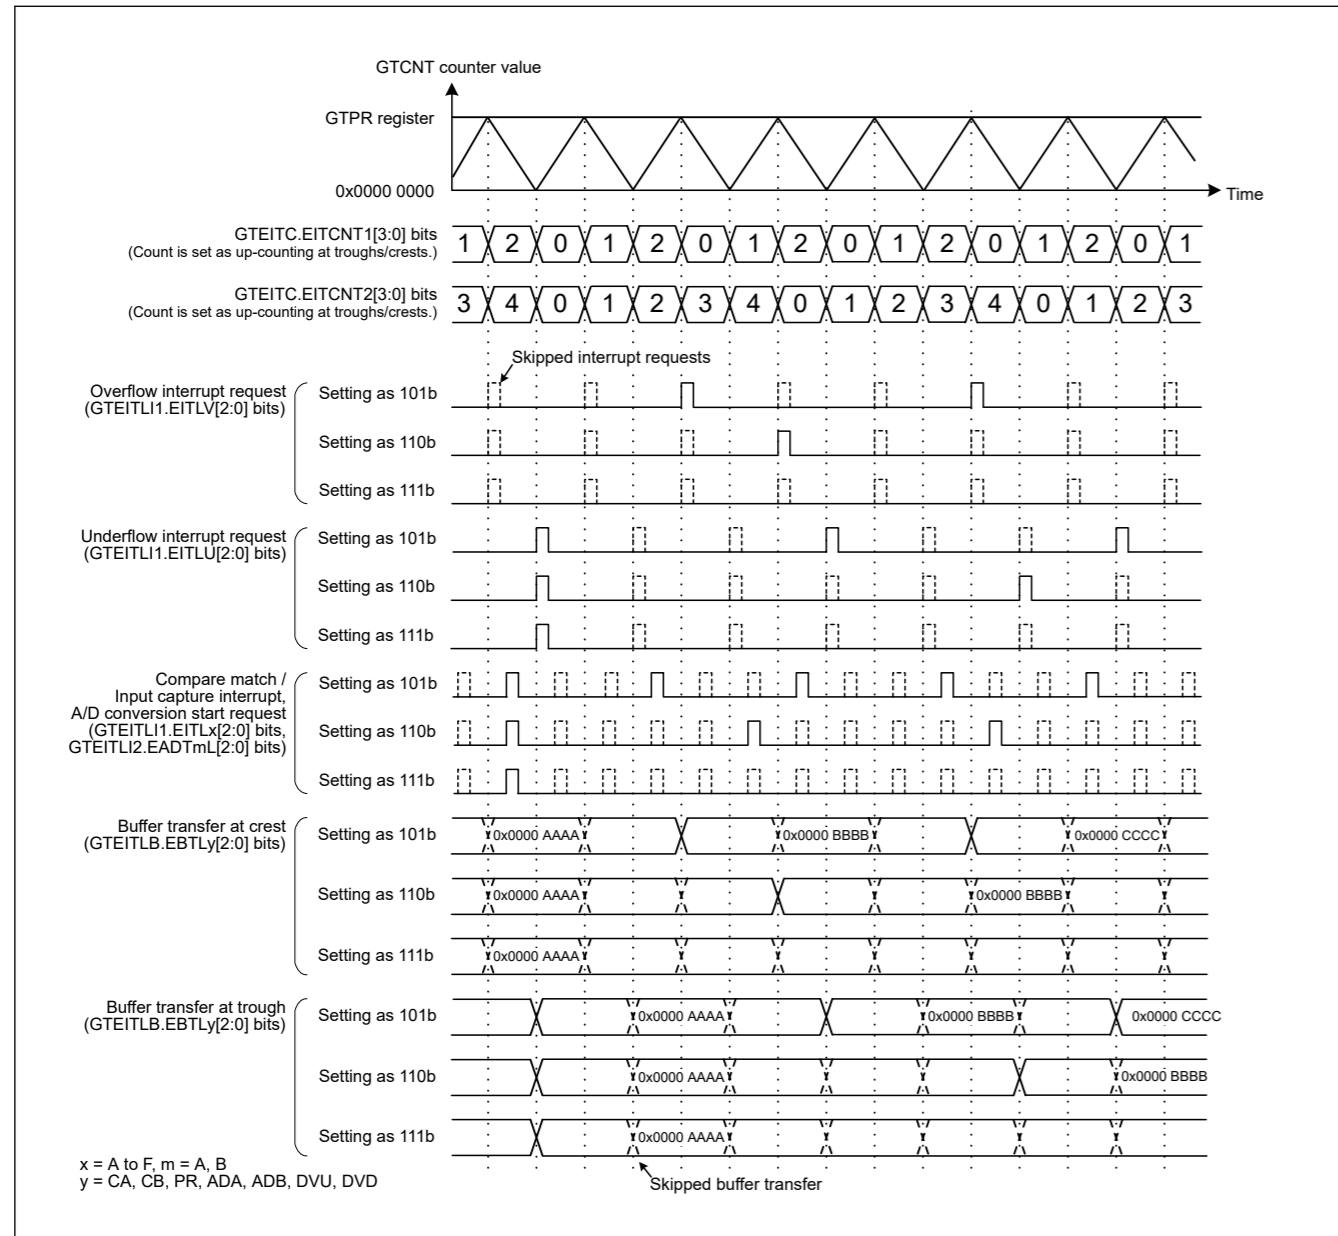 GTCNT counter value
GTPR register
0x0000 0000
Time
GTEITC.EITCNT1[3:0] bits
(Count is set as up-counting at troughs/crests.)
1 2 0 1 2 0 1 2 0 1 2 0 1 2 0 1
GTEITC.EITCNT2[3:0] bits
(Count is set as up-counting at troughs/crests.)
3 4 0 1 2 3 4 0 1 2 3 4 0 1 2 3
Skipped interrupt requests
Overflow interrupt request
(GTEITLI1.EITLV[2:0] bits)
Setting as 101b
Setting as 110b
Setting as 111b
Underflow interrupt request
(GTEITLI1.EITLU[2:0] bits)
Setting as 101b
Setting as 110b
Setting as 111b
Compare match /
Input capture interrupt,
A/D conversion start request
(GTEITLI1.EITLx[2:0] bits,
GTEITLI2.EADTmL[2:0] bits)
Setting as 101b
Setting as 110b
Setting as 111b
Buffer transfer at crest
(GTEITLB.EBTLy[2:0] bits)
Setting as 101b
0x0000 AAAA 0x0000 BBBB 0x0000 CCCC
Setting as 110b
0x0000 AAAA 0x0000 BBBB
Setting as 111b
0x0000 AAAA
Buffer transfer at trough
(GTEITLB.EBTLy[2:0] bits)
Setting as 101b
0x0000 AAAA 0x0000 BBBB 0x0000 CCCC
Setting as 110b
0x0000 AAAA 0x0000 BBBB
Setting as 111b
0x0000 AAAA
x = A to F, m = A, B
y = CA, CB, PR, ADA, ADB, DVU, DVD
Skipped buffer transfer